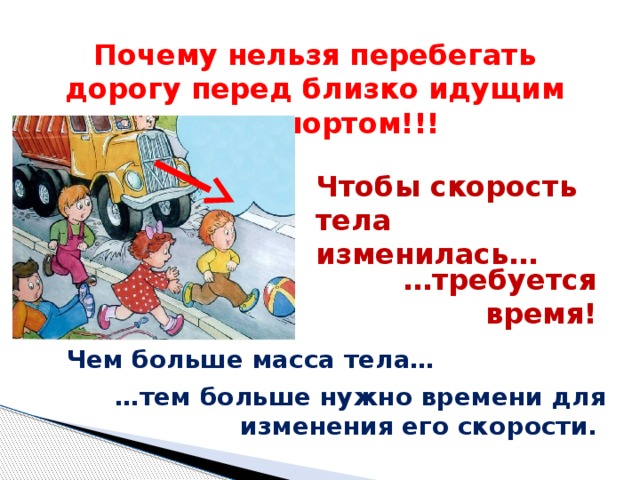 Почему нельзя перебегать
дорогу перед близко идущим
портом!!!
Чтобы скорость
тела
изменилась…
…требуется
время!
Чем больше масса тела…
…тем больше нужно времени для
изменения его скорости.